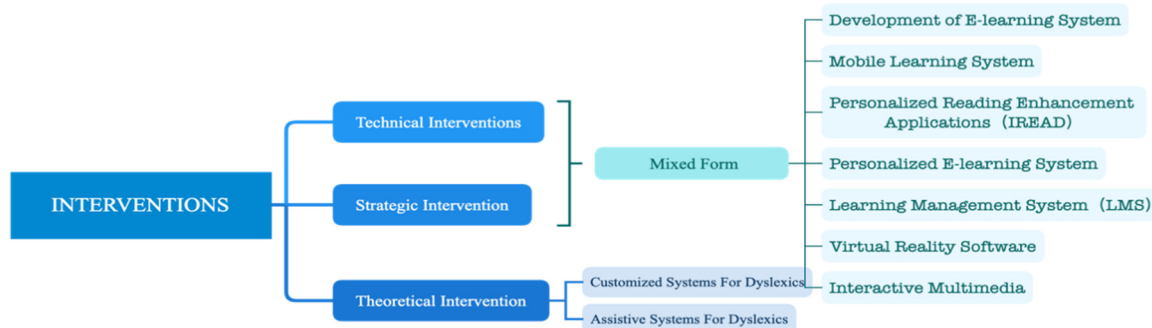 INTERVENTIONS
Technical Interventions
Strategic Intervention
Theoretical Intervention
Mixed Form
Customized Systems For Dyslexics
Assistive Systems For Dyslexics
Development of E-learning System
Mobile Learning System
Personalized Reading Enhancement
Applications (IREAD)
Personalized E-learning System
Learning Management System (LMS)
Virtual Reality Software
Interactive Multimedia